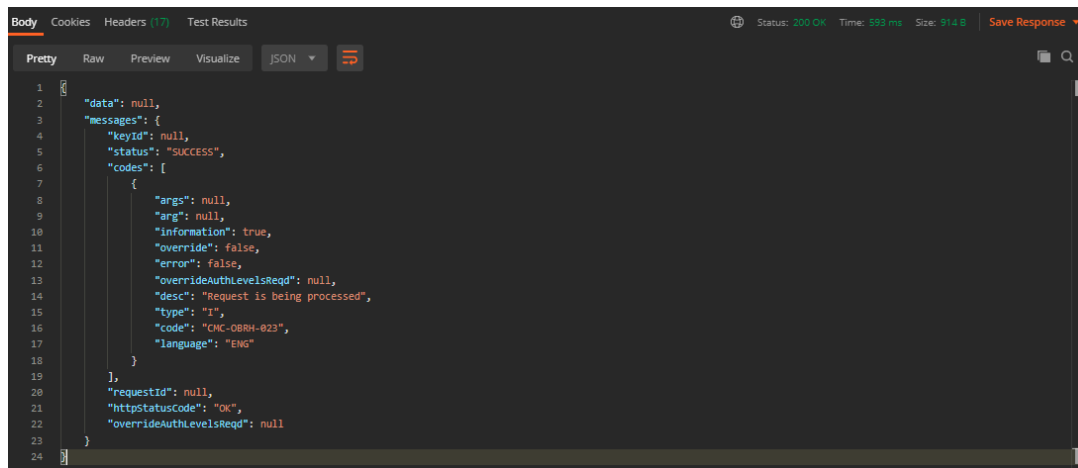 Body Cookies Headers (17) Test Results Status: 200 OK Time: 593 ms Size: 914 B Save Response
Pretty Raw Preview Visualize JSON
1 {
2 "data": null,
3 "messages": {
4 "keyId": null,
5 "status": "SUCCESS",
6 "codes": [
7 {
8 "args": null,
9 "arg": null,
10 "information": true,
11 "override": false,
12 "error": false,
13 "overrideAuthLevelsReqd": null,
14 "desc": "Request is being processed",
15 "type": "I",
16 "code": "CMC-OBRH-023",
17 "language": "ENG"
18 }
19 ],
20 "requestId": null,
21 "httpStatusCode": "OK",
22 "overrideAuthLevelsReqd": null
23 }
24 }